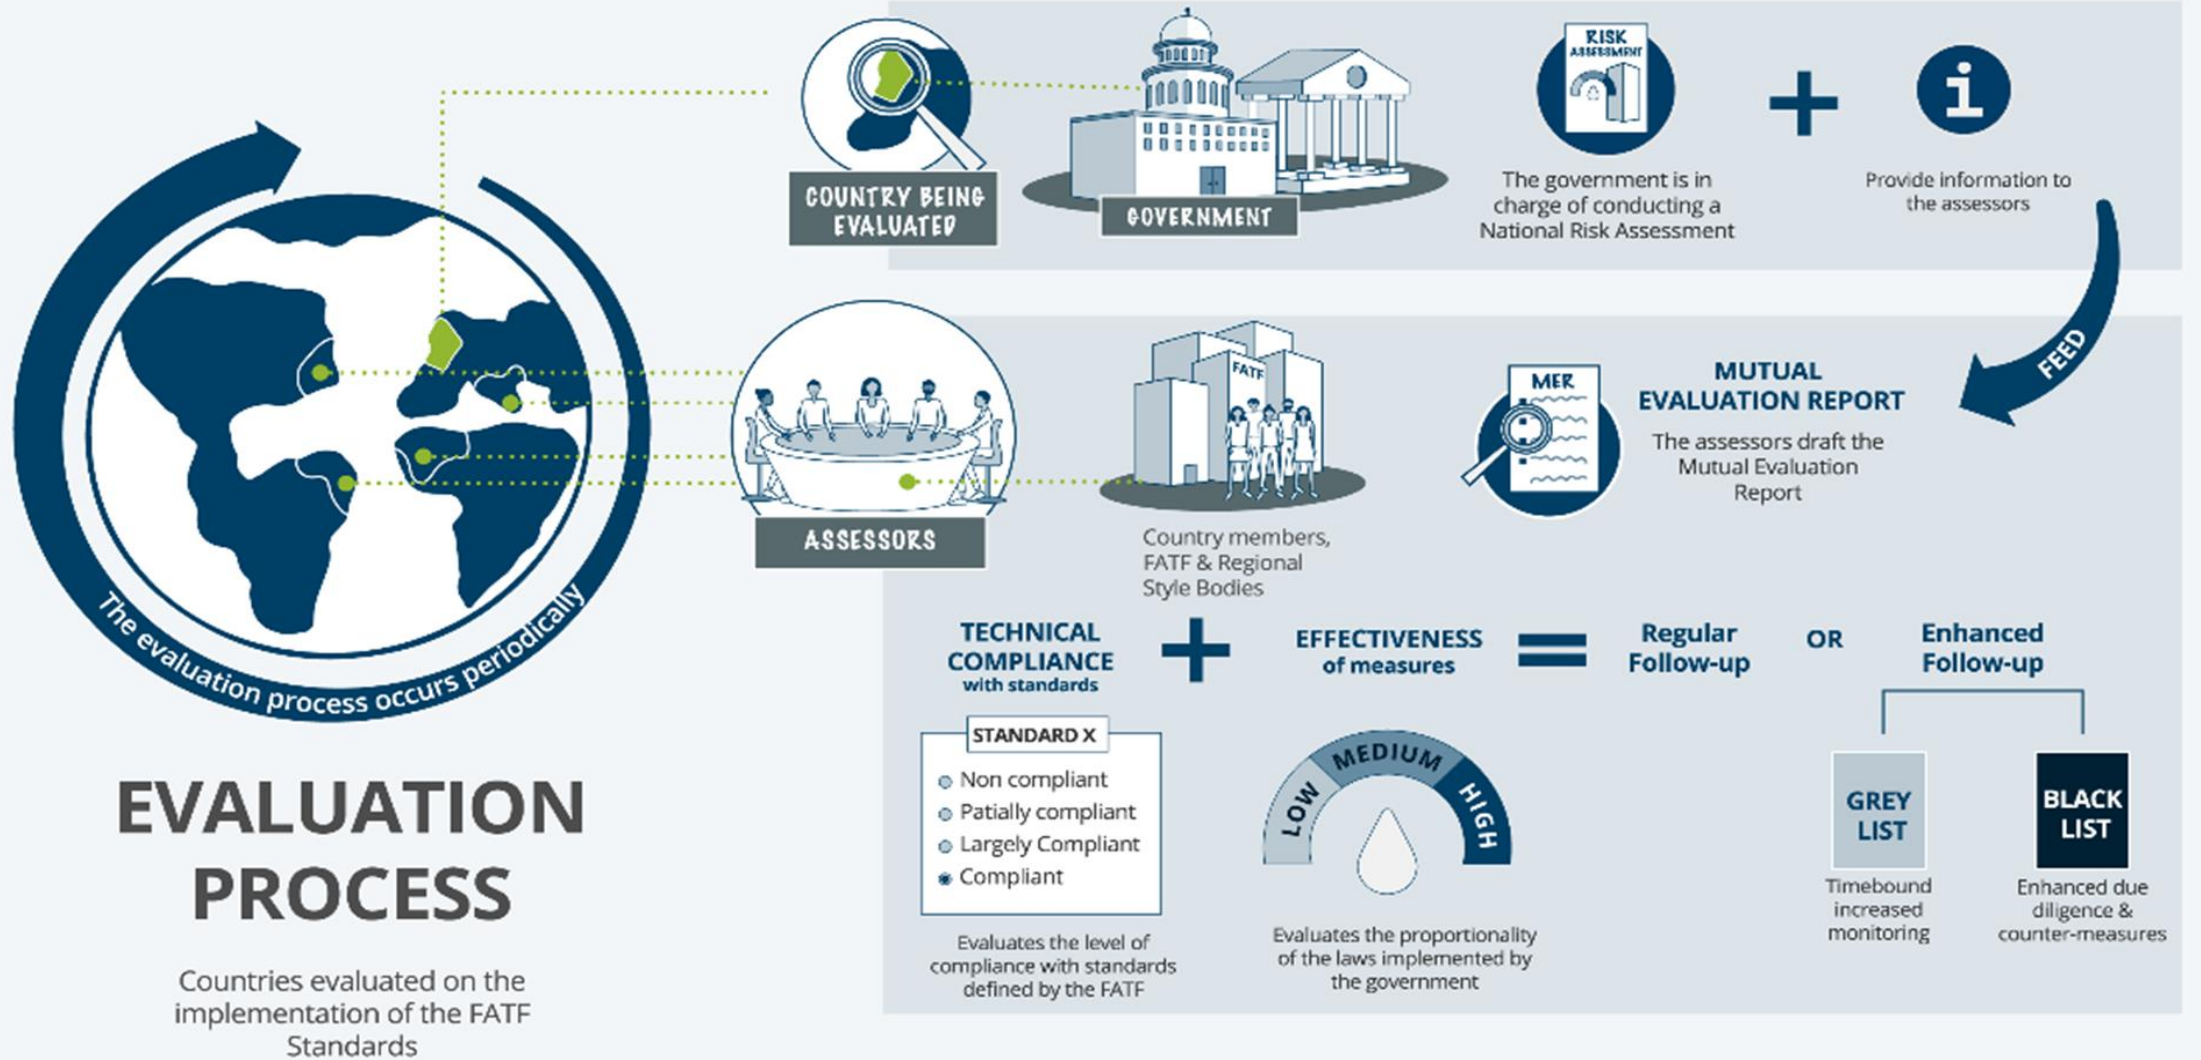 RISK
ASSESSMENT
COUNTRY BEING
EVALUATED
GOVERNMENT
The government is in
charge of conducting a
National Risk Assessment
Provide information to
the assessors
FEED
ASSESSORS
FATF
Country members,
FATF & Regional
Style Bodies
MER
MUTUAL
EVALUATION REPORT
The assessors draft the
Mutual Evaluation
Report
The evaluation process occurs periodically
EVALUATION
PROCESS
Countries evaluated on the
implementation of the FATF
Standards
TECHNICAL
COMPLIANCE
with standards
EFFECTIVENESS
of measures
Regular
Follow-up
OR
Enhanced
Follow-up
STANDARD X
Non compliant
Patially compliant
Largely Compliant
Compliant
Evaluates the level of
compliance with standards
defined by the FATF
LOW
MEDIUM
HIGH
Evaluates the proportionality
of the laws implemented by
the government
GREY
LIST
Timebound
increased
monitoring
BLACK
LIST
Enhanced due
diligence &
counter-measures